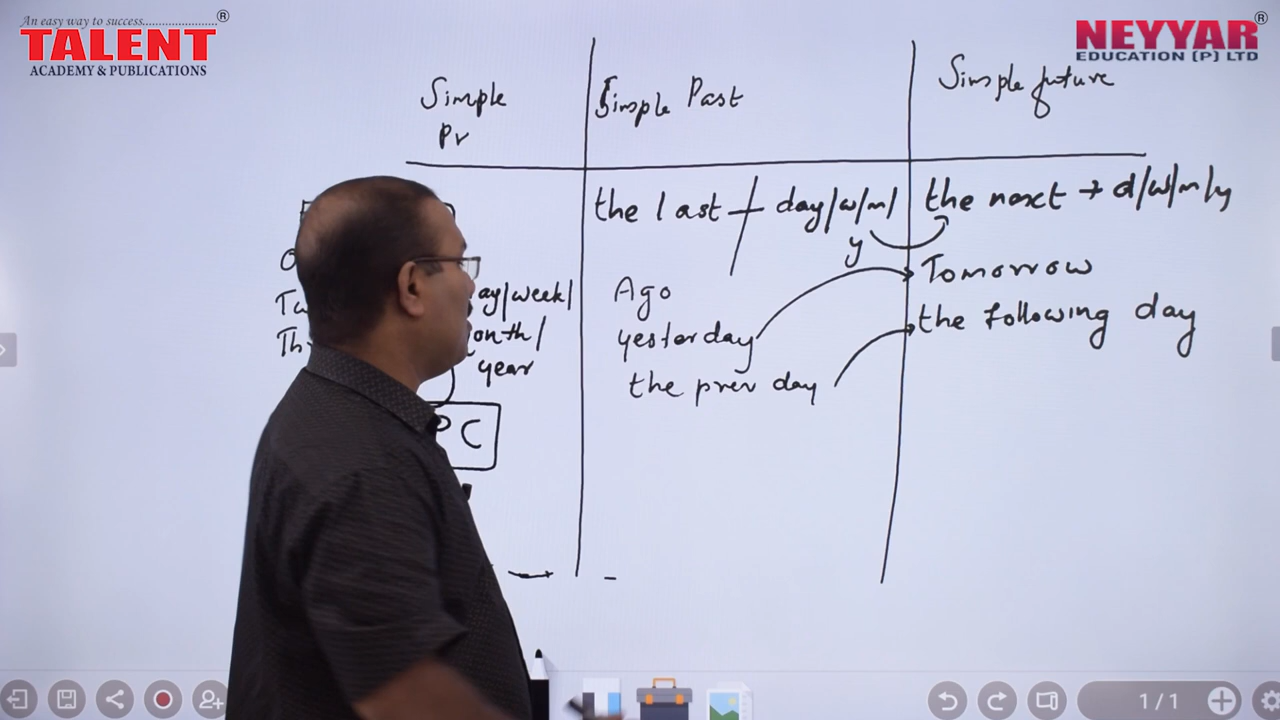 An easy way to success........................®
TALENT
ACADEMY & PUBLICATIONS
NEYYAR®
EDUCATION (P) LTD
Simple
Pr
Simple Past
Simple future
the last + day/w/m/
y
the next → d/w/m/y
Ago
Tomorrow
yesterday
the following day
the prev day
ay/week/
onth/
year
C
1/1